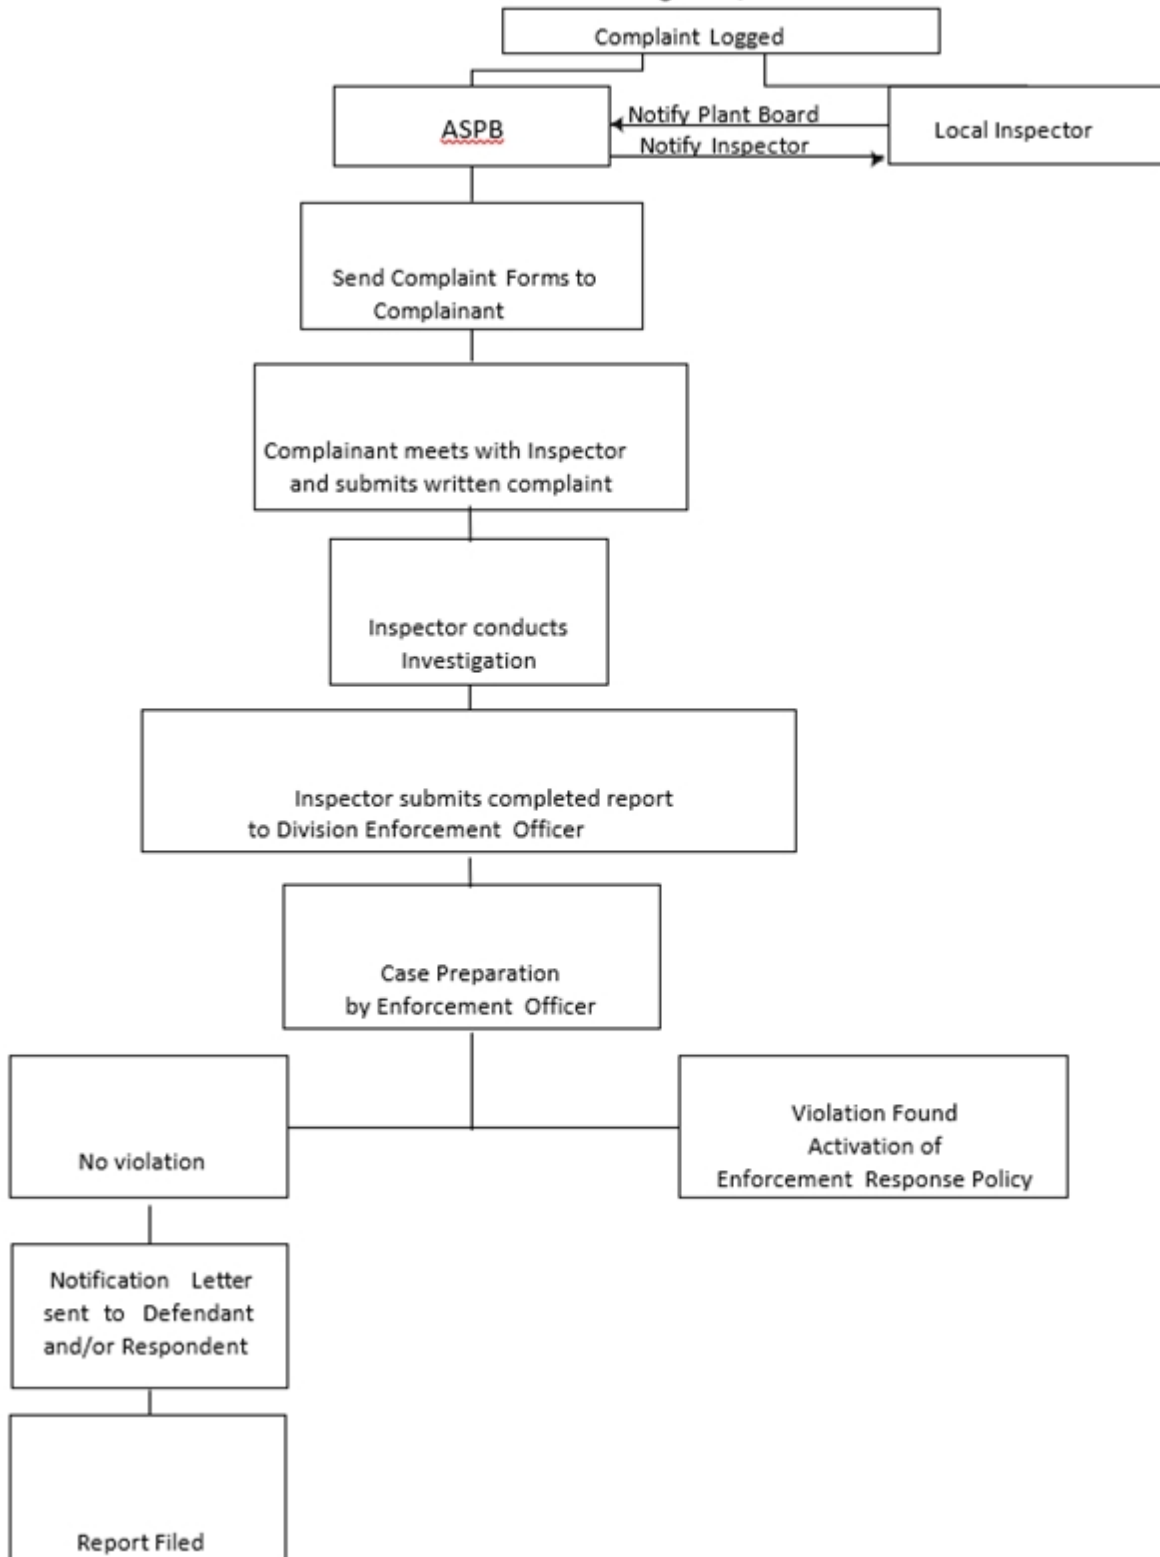 Complaint Logged
ASPB
Notify Plant Board
Notify Inspector
Local Inspector
Send Complaint Forms to
Complainant
Complainant meets with Inspector
and submits written complaint
Inspector conducts
Investigation
Inspector submits completed report
to Division Enforcement Officer
Case Preparation
by Enforcement Officer
No violation
Violation Found
Activation of
Enforcement Response Policy
Notification Letter
sent to Defendant
and/or Respondent
Report Filed